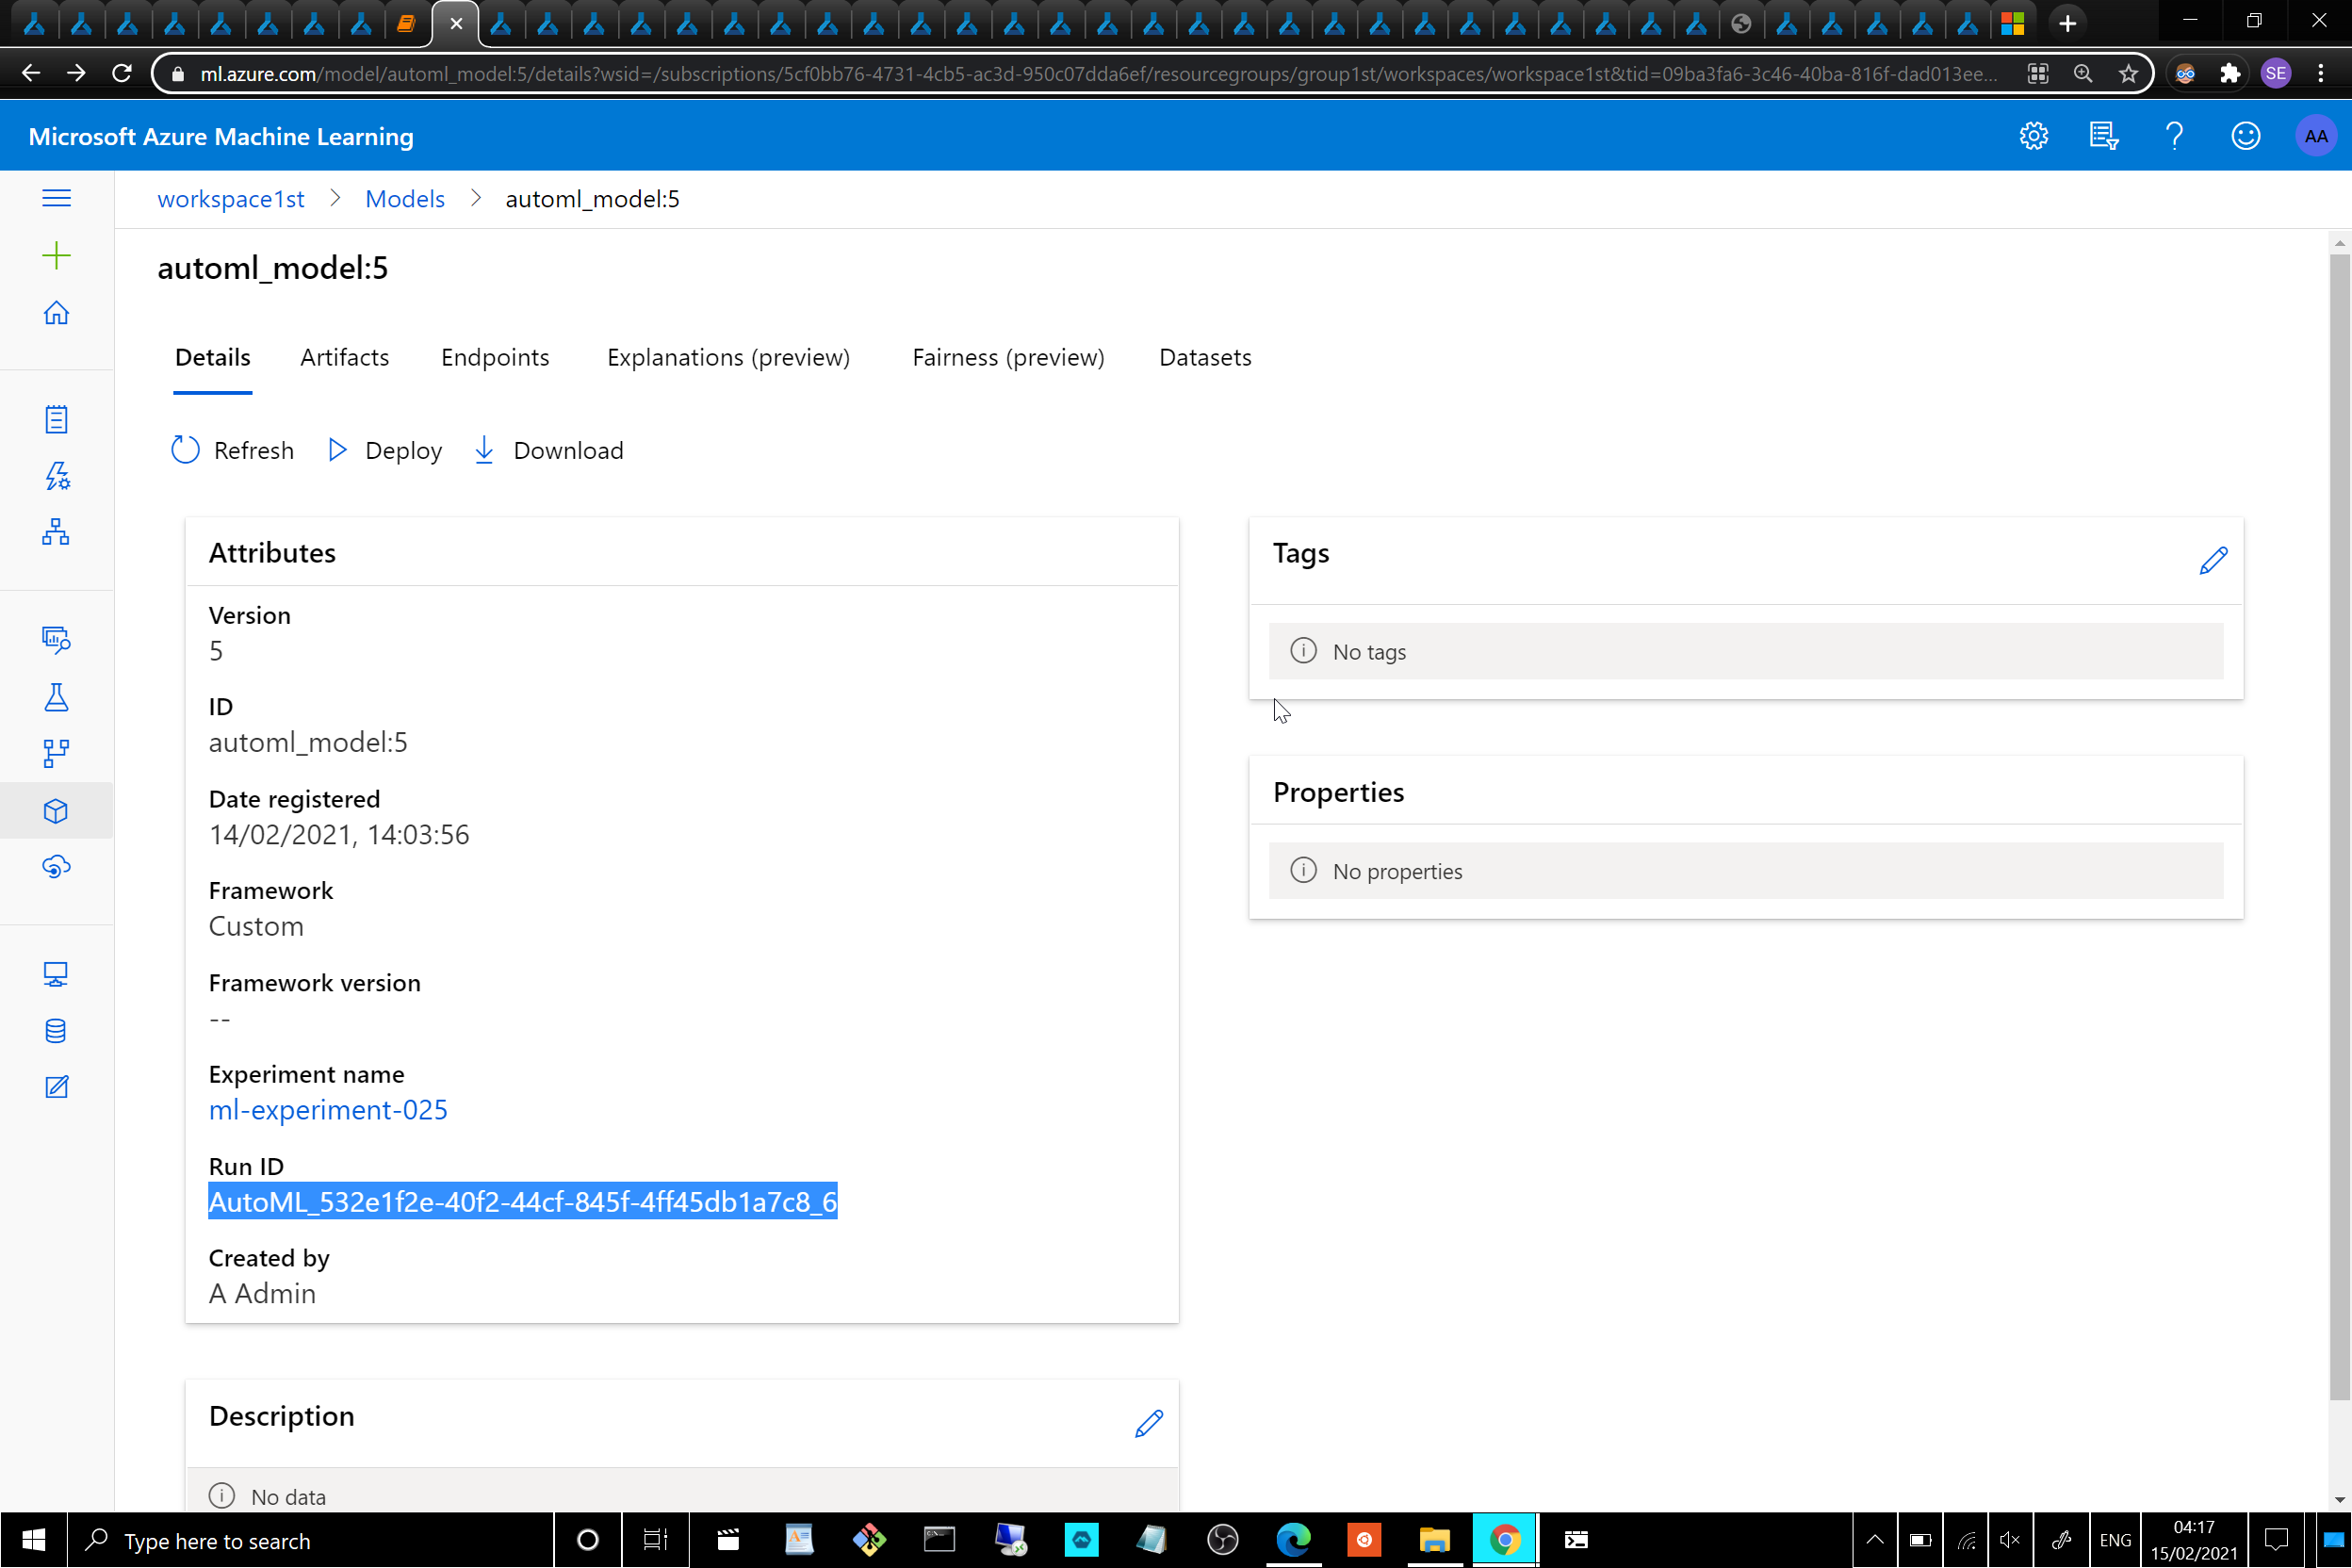 SE
ml.azure.com/model/automl_model:5/details?wsid=/subscriptions/5cf0bb76-4731-4cb5-ac3d-950c07dda6ef/resourcegroups/group1st/workspaces/workspace1st&tid=09ba3fa6-3c46-40ba-816f-dad013ee...
Microsoft Azure Machine Learning
AA
workspace1st > Models > automl_model:5
automl_model:5
Details Artifacts Endpoints Explanations (preview) Fairness (preview) Datasets
Refresh Deploy Download
Attributes
Version
5
ID
automl_model:5
Date registered
14/02/2021, 14:03:56
Framework
Custom
Framework version
--
Experiment name
ml-experiment-025
Run ID
AutoML_532e1f2e-40f2-44cf-845f-4ff45db1a7c8_6
Created by
A Admin
Tags
No tags
Properties
No properties
Description
No data
Type here to search
ENG
04:17
15/02/2021